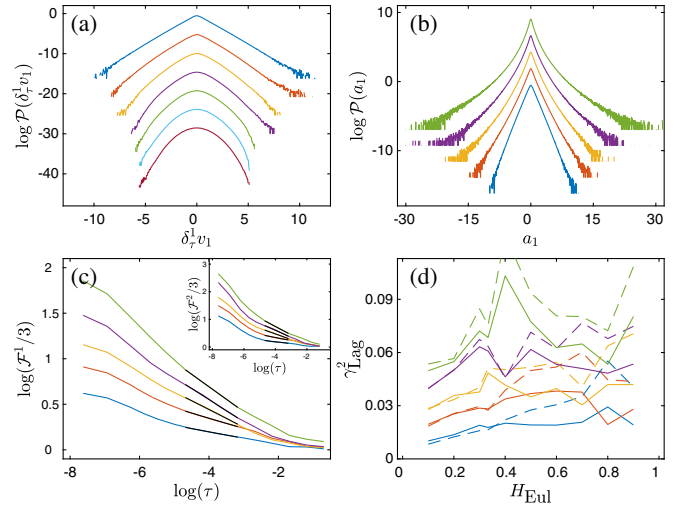 (a)
0
-10
-20
-30
-40
log P(δ¹_τ v₁)
-10 -5 0 5 10
δ¹_τ v₁
(b)
10
0
-10
log P(a₁)
-30 -15 0 15 30
a₁
(c)
2
1.5
1
0.5
0
log(F¹/3)
-8 -6 -4 -2
log(τ)
3
2
1
0
log(F²/3)
-8 -6 -4 -2 0
log(τ)
(d)
0.09
0.06
0.03
0
γ²_Lag
0 0.2 0.4 0.6 0.8 1
H_Eul